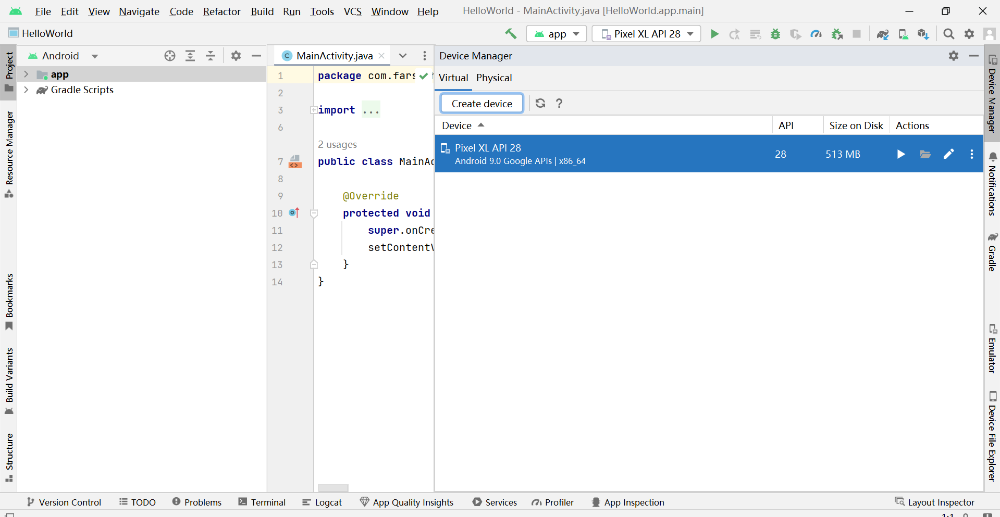 File Edit View Navigate Code Refactor Build Run Tools VCS Window Help HelloWorld - MainActivity.java [HelloWorld.app.main]
HelloWorld app Pixel XL API 28
Project
Resource Manager
Bookmarks
Build Variants
Structure
Android
app
Gradle Scripts
MainActivity.java
1 package com.fars
2
3 import ...
6
2 usages
7 public class MainAc
8
9 @Override
10 protected void
11 super.onCre
12 setContentV
13 }
14 }
Device Manager
Virtual Physical
Create device ?
Device API Size on Disk Actions
Pixel XL API 28 28 513 MB
Android 9.0 Google APIs | x86_64
Device Manager
Notifications
Gradle
Emulator
Device File Explorer
Version Control TODO Problems Terminal Logcat App Quality Insights Services Profiler App Inspection Layout Inspector